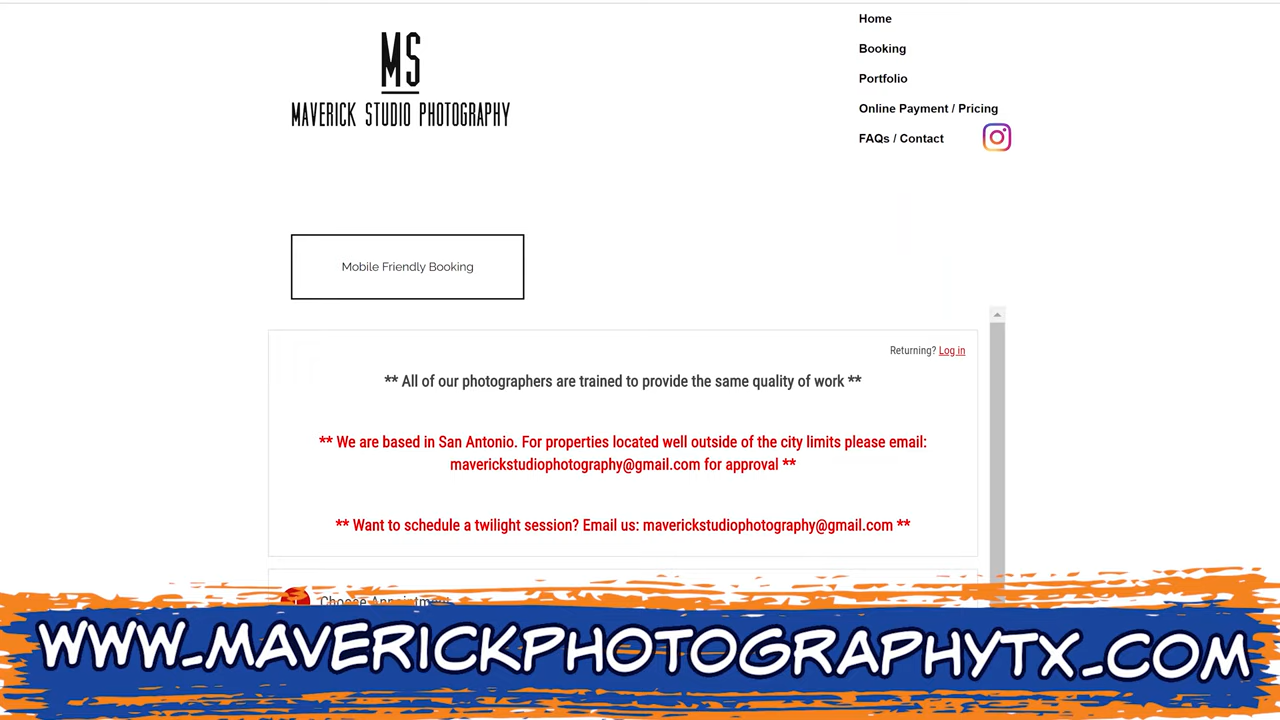 MS
MAVERICK STUDIO PHOTOGRAPHY
Home
Booking
Portfolio
Online Payment / Pricing
FAQs / Contact
Mobile Friendly Booking
Returning? Log in
** All of our photographers are trained to provide the same quality of work **
** We are based in San Antonio. For properties located well outside of the city limits please email:
maverickstudiophotography@gmail.com for approval **
** Want to schedule a twilight session? Email us: maverickstudiophotography@gmail.com **
Choose Appointment
WWW.MAVERICKPHOTOGRAPHYTX.COM